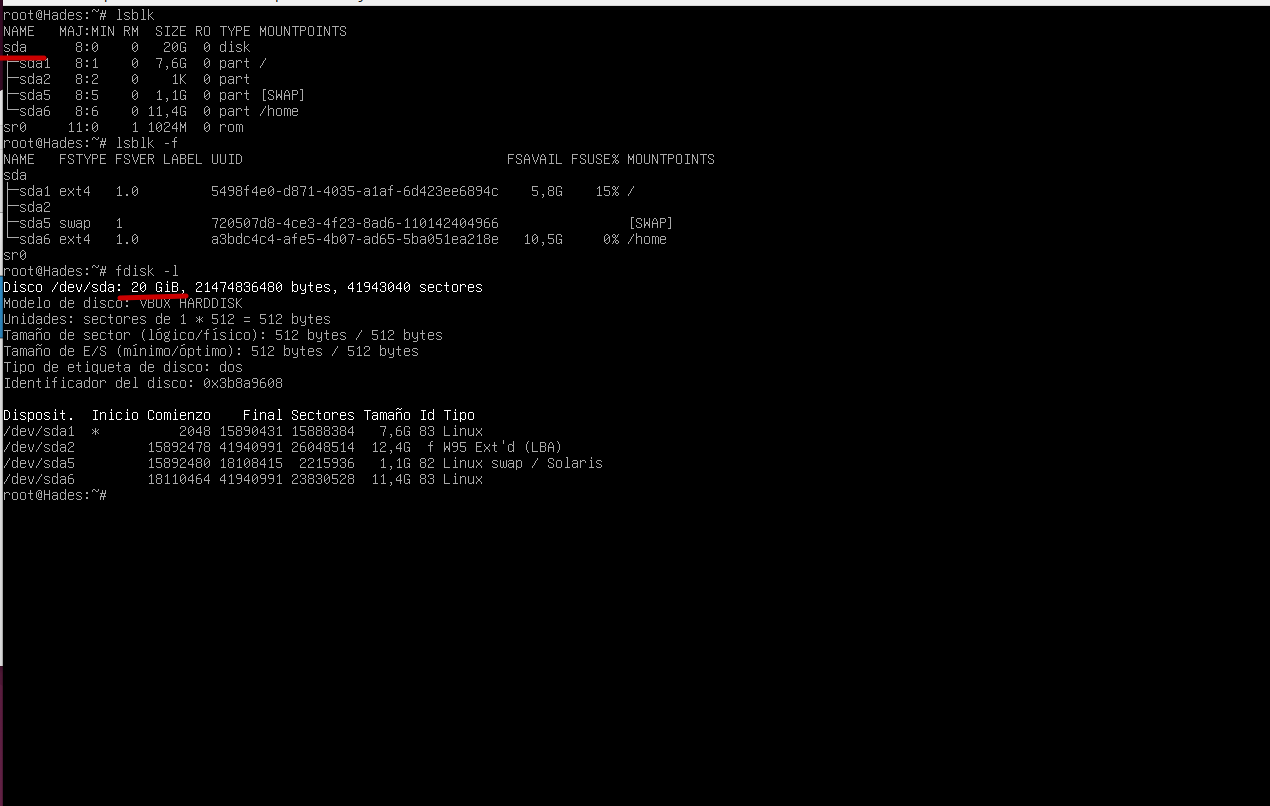 root@Hades:~# lsblk
NAME   MAJ:MIN RM  SIZE RO TYPE MOUNTPOINTS
sda      8:0    0   20G  0 disk
├─sda1   8:1    0  7,6G  0 part /
├─sda2   8:2    0    1K  0 part
├─sda5   8:5    0  1,1G  0 part [SWAP]
└─sda6   8:6    0 11,4G  0 part /home
sr0     11:0    1 1024M  0 rom
root@Hades:~# lsblk -f
NAME   FSTYPE FSVER LABEL UUID                                 FSAVAIL FSUSE% MOUNTPOINTS
sda
├─sda1 ext4   1.0         5498f4e0-d871-4035-a1af-6d423ee6894c    5,8G    15% /
├─sda2
├─sda5 swap   1           720507d8-4ce3-4f23-8ad6-110142404966                [SWAP]
└─sda6 ext4   1.0         a3bdc4c4-afe5-4b07-ad65-5ba051ea218e   10,5G     0% /home
sr0
root@Hades:~# fdisk -l
Disco /dev/sda: 20 GiB, 21474836480 bytes, 41943040 sectores
Modelo de disco: VBOX HARDDISK
Unidades: sectores de 1 * 512 = 512 bytes
Tamaño de sector (lógico/físico): 512 bytes / 512 bytes
Tamaño de E/S (mínimo/óptimo): 512 bytes / 512 bytes
Tipo de etiqueta de disco: dos
Identificador del disco: 0x3b8a9608
Disposit.  Inicio Comienzo    Final Sectores Tamaño Id Tipo
/dev/sda1  *          2048 15890431 15888384   7,6G 83 Linux
/dev/sda2         15892478 41940991 26048514  12,4G  f W95 Ext'd (LBA)
/dev/sda5         15892480 18108415  2215936   1,1G 82 Linux swap / Solaris
/dev/sda6         18110464 41940991 23830528  11,4G 83 Linux
root@Hades:~#